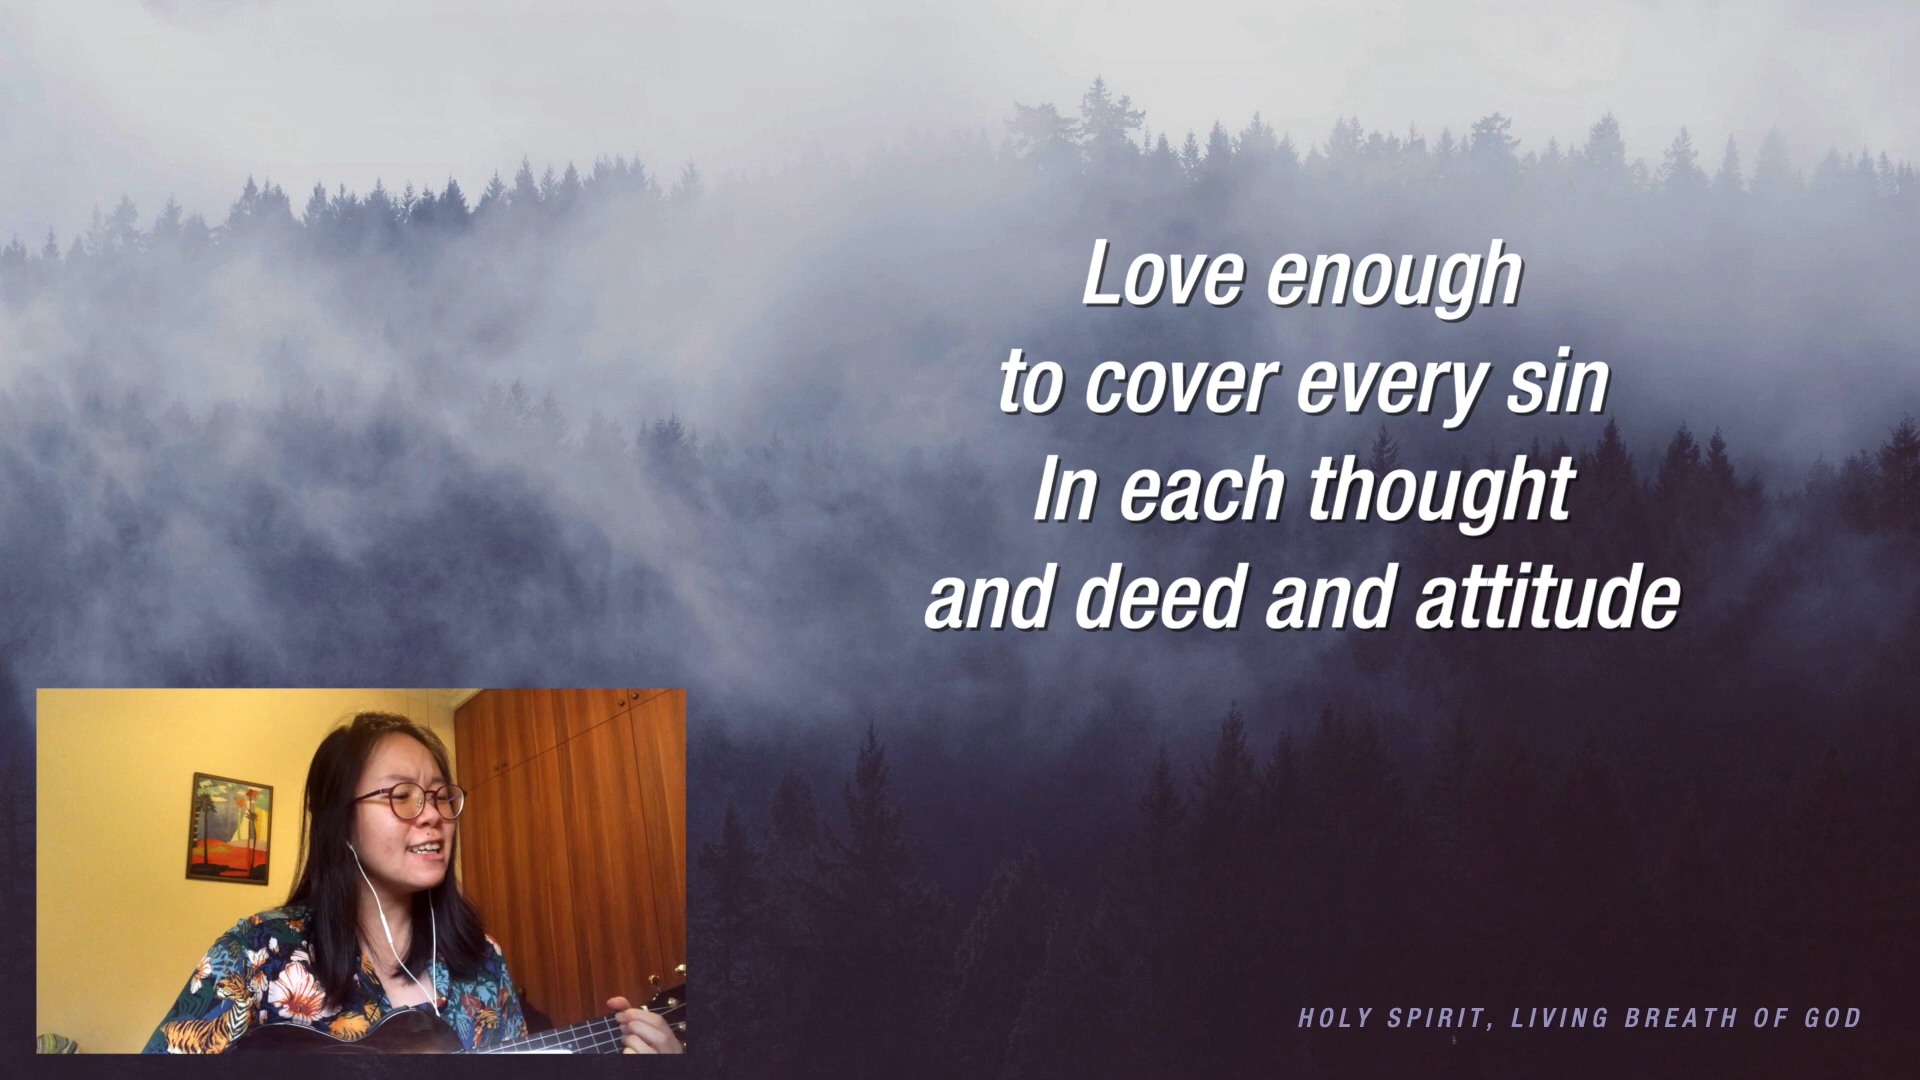 Love enough
to cover every sin
In each thought
and deed and attitude
HOLY SPIRIT, LIVING BREATH OF GOD